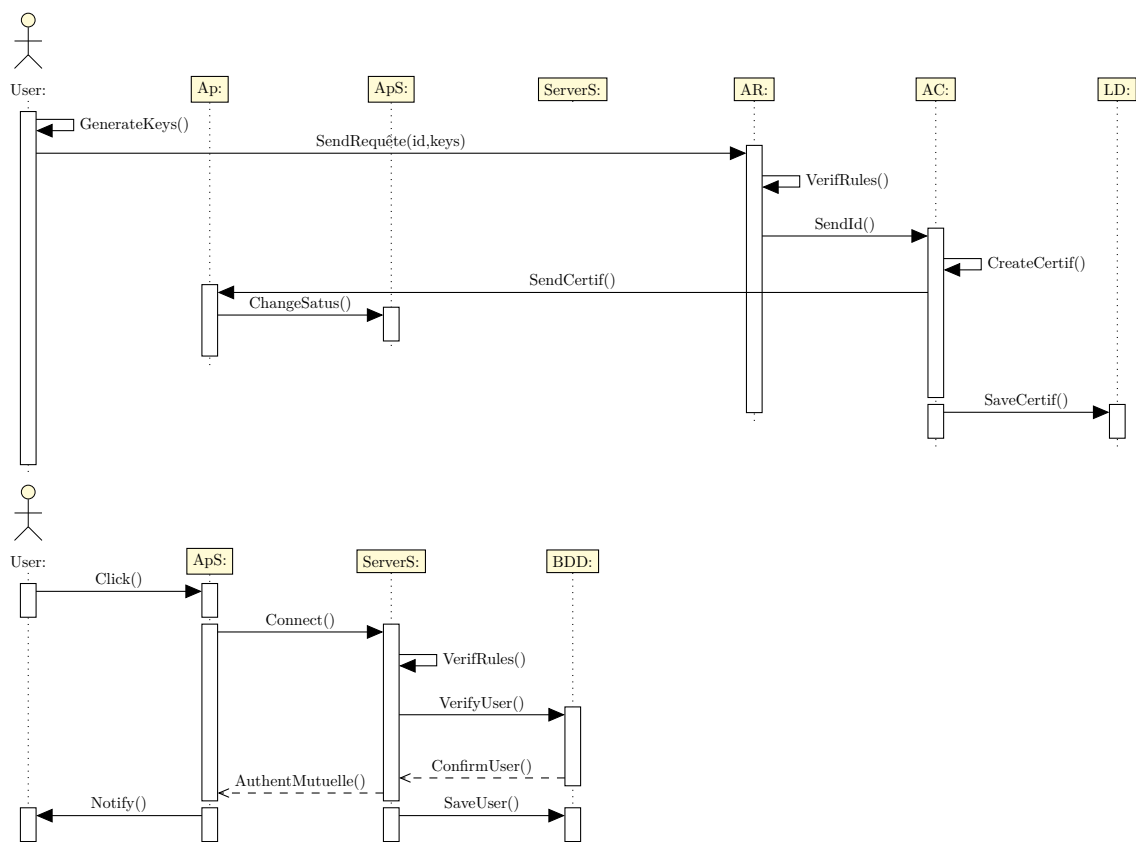 User:
Ap:
ApS:
ServerS:
AR:
AC:
LD:
GenerateKeys()
SendRequête(id,keys)
VerifRules()
SendId()
CreateCertif()
SendCertif()
ChangeSatus()
SaveCertif()
User:
ApS:
ServerS:
BDD:
Click()
Connect()
VerifRules()
VerifyUser()
ConfirmUser()
AuthentMutuelle()
Notify()
SaveUser()